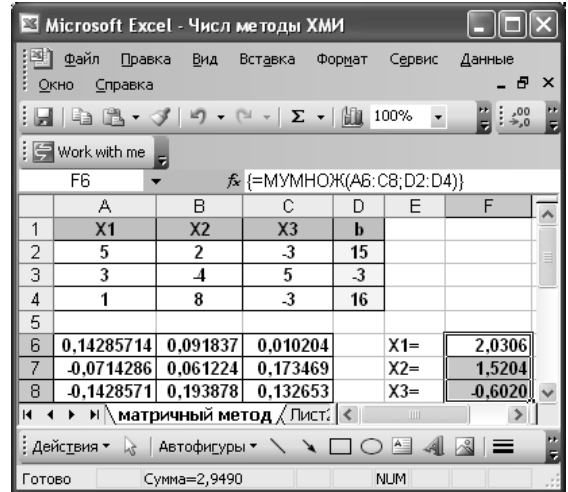 Microsoft Excel - Числ методы ХМИ
Файл Правка Вид Вставка Формат Сервис Данные
Окно Справка
Σ 100% ,00 ,0
Work with me
F6 fx {=МУМНОЖ(A6:C8;D2:D4)}
A B C D E F
1 X1 X2 X3 b
2 5 2 -3 15
3 3 -4 5 -3
4 1 8 -3 16
5
6 0,14285714 0,091837 0,010204 X1= 2,0306
7 -0,0714286 0,061224 0,173469 X2= 1,5204
8 -0,1428571 0,193878 0,132653 X3= -0,6020
матричный метод Лист2
Действия Автофигуры
Готово Сумма=2,9490 NUM